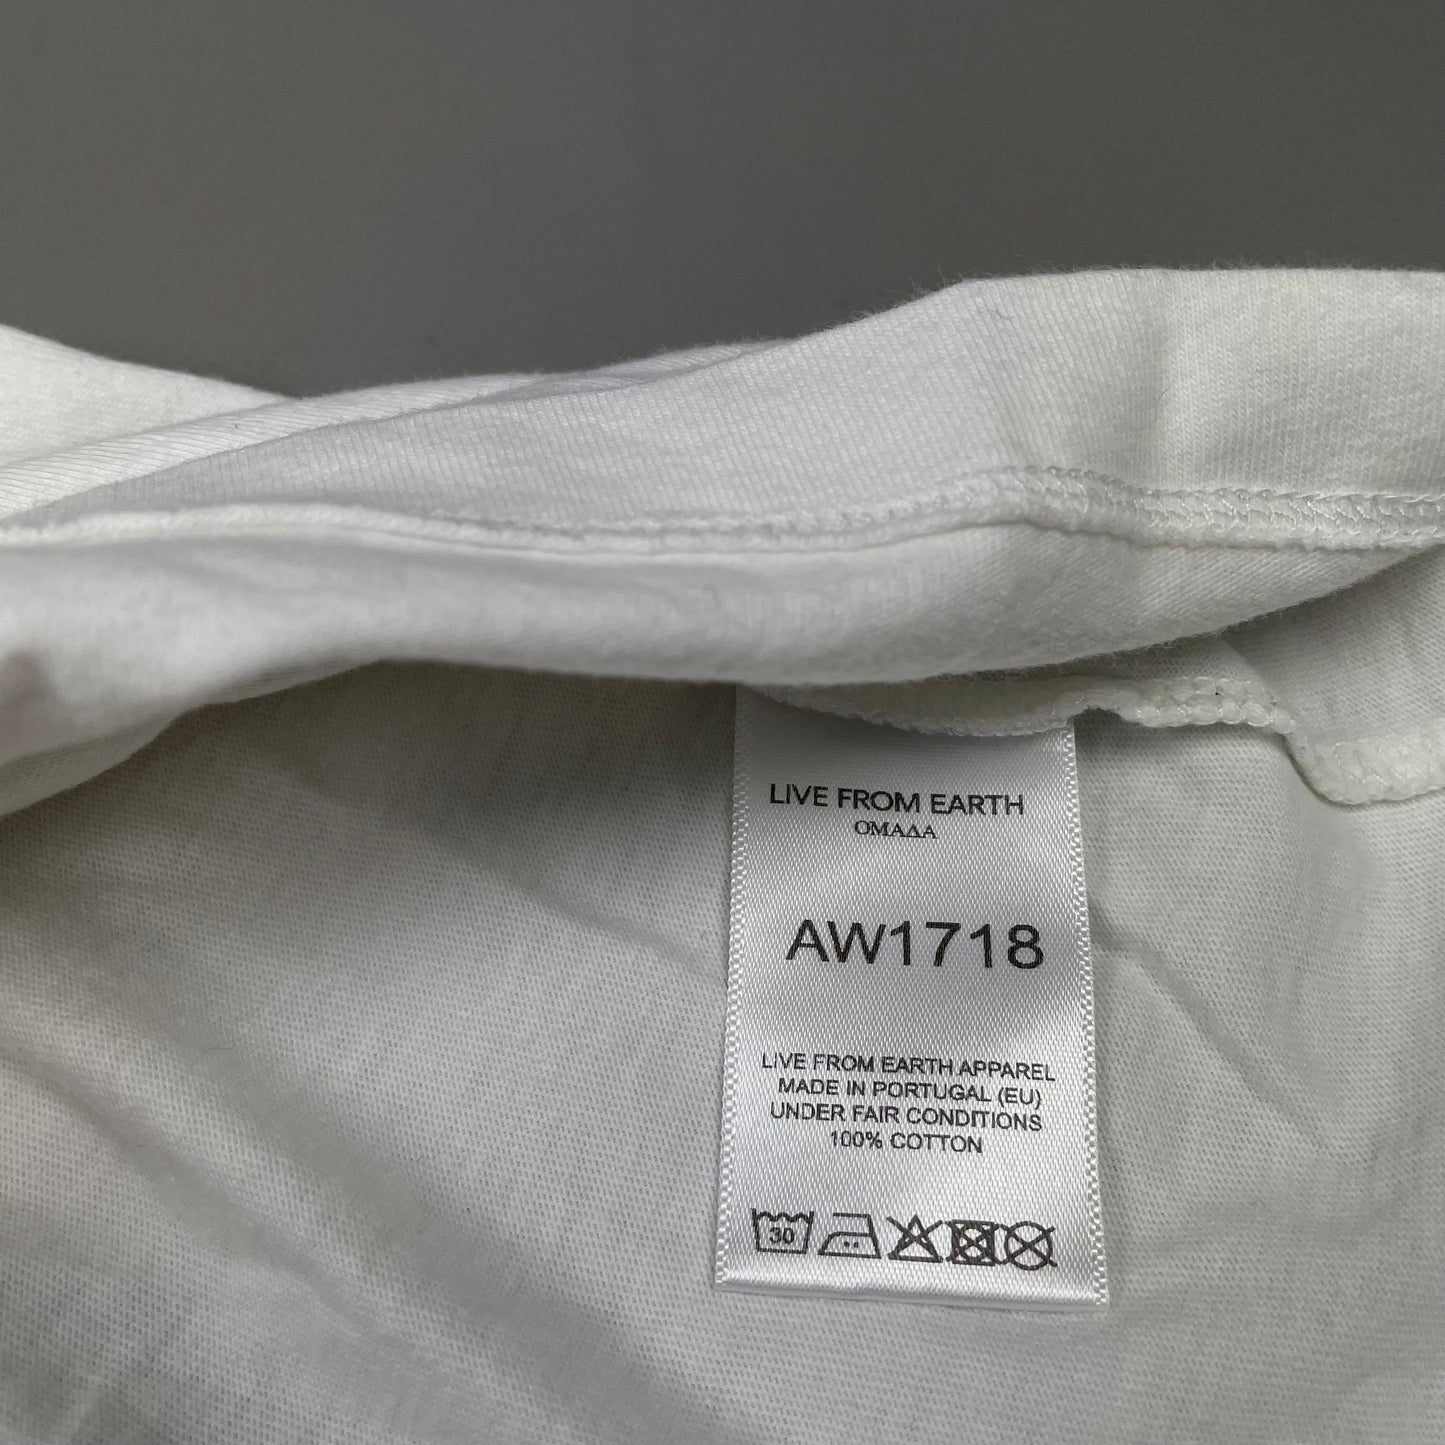 LIVE FROM EARTH
ΟΜΑΔΑ
AW1718
LIVE FROM EARTH APPAREL
MADE IN PORTUGAL (EU)
UNDER FAIR CONDITIONS
100% COTTON
30